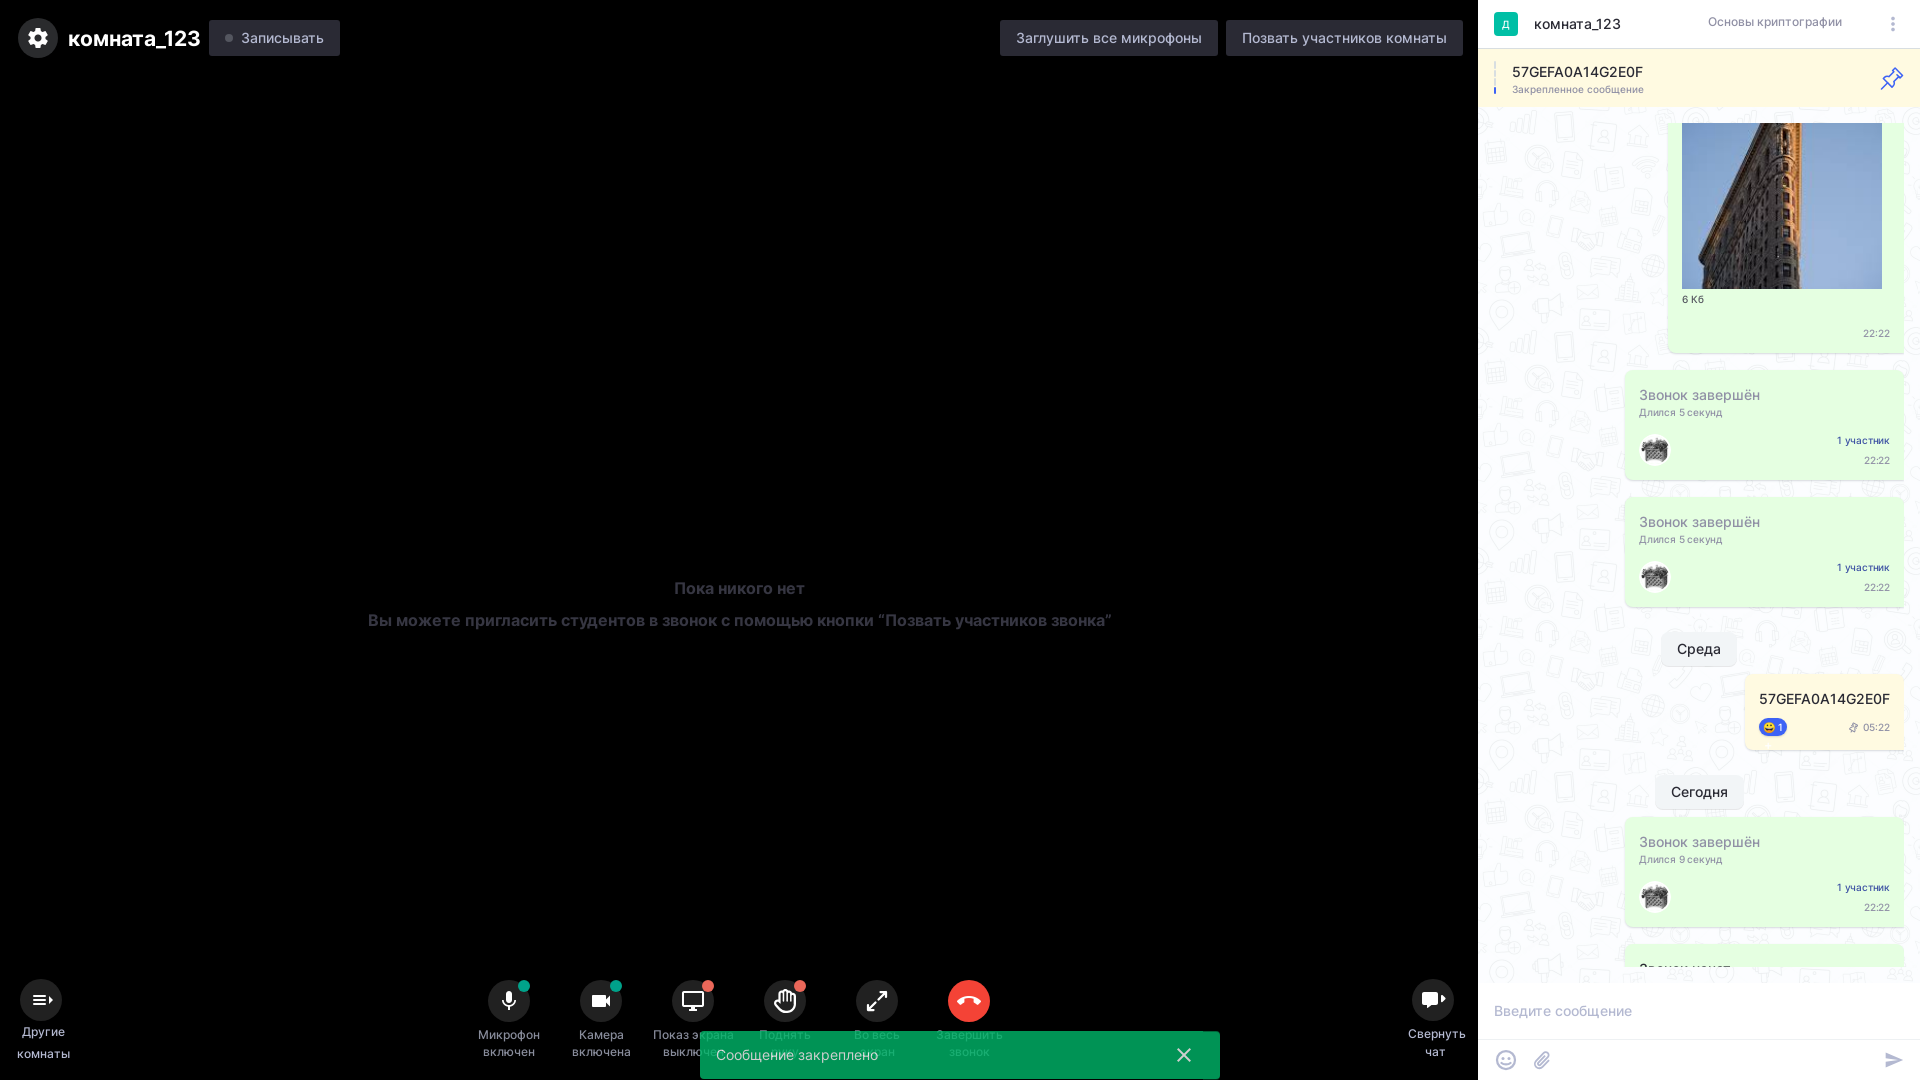 комната_123
Записывать
Заглушить все микрофоны
Позвать участников комнаты
Пока никого нет
Вы можете пригласить студентов в звонок с помощью кнопки “Позвать участников звонка”
Другие
комнаты
Микрофон
включен
Камера
включена
Показ экрана
выключен
Поднять
Во весь
экран
Завершить
звонок
Сообщение закреплено
Свернуть
чат
Д
комната_123
Основы криптографии
57GEFA0A14G2E0F
Закрепленное сообщение
6 Кб
22:22
Звонок завершён
Длился 5 секунд
1 участник
22:22
Звонок завершён
Длился 5 секунд
1 участник
22:22
Среда
57GEFA0A14G2E0F
1
05:22
Сегодня
Звонок завершён
Длился 9 секунд
1 участник
22:22
Введите сообщение